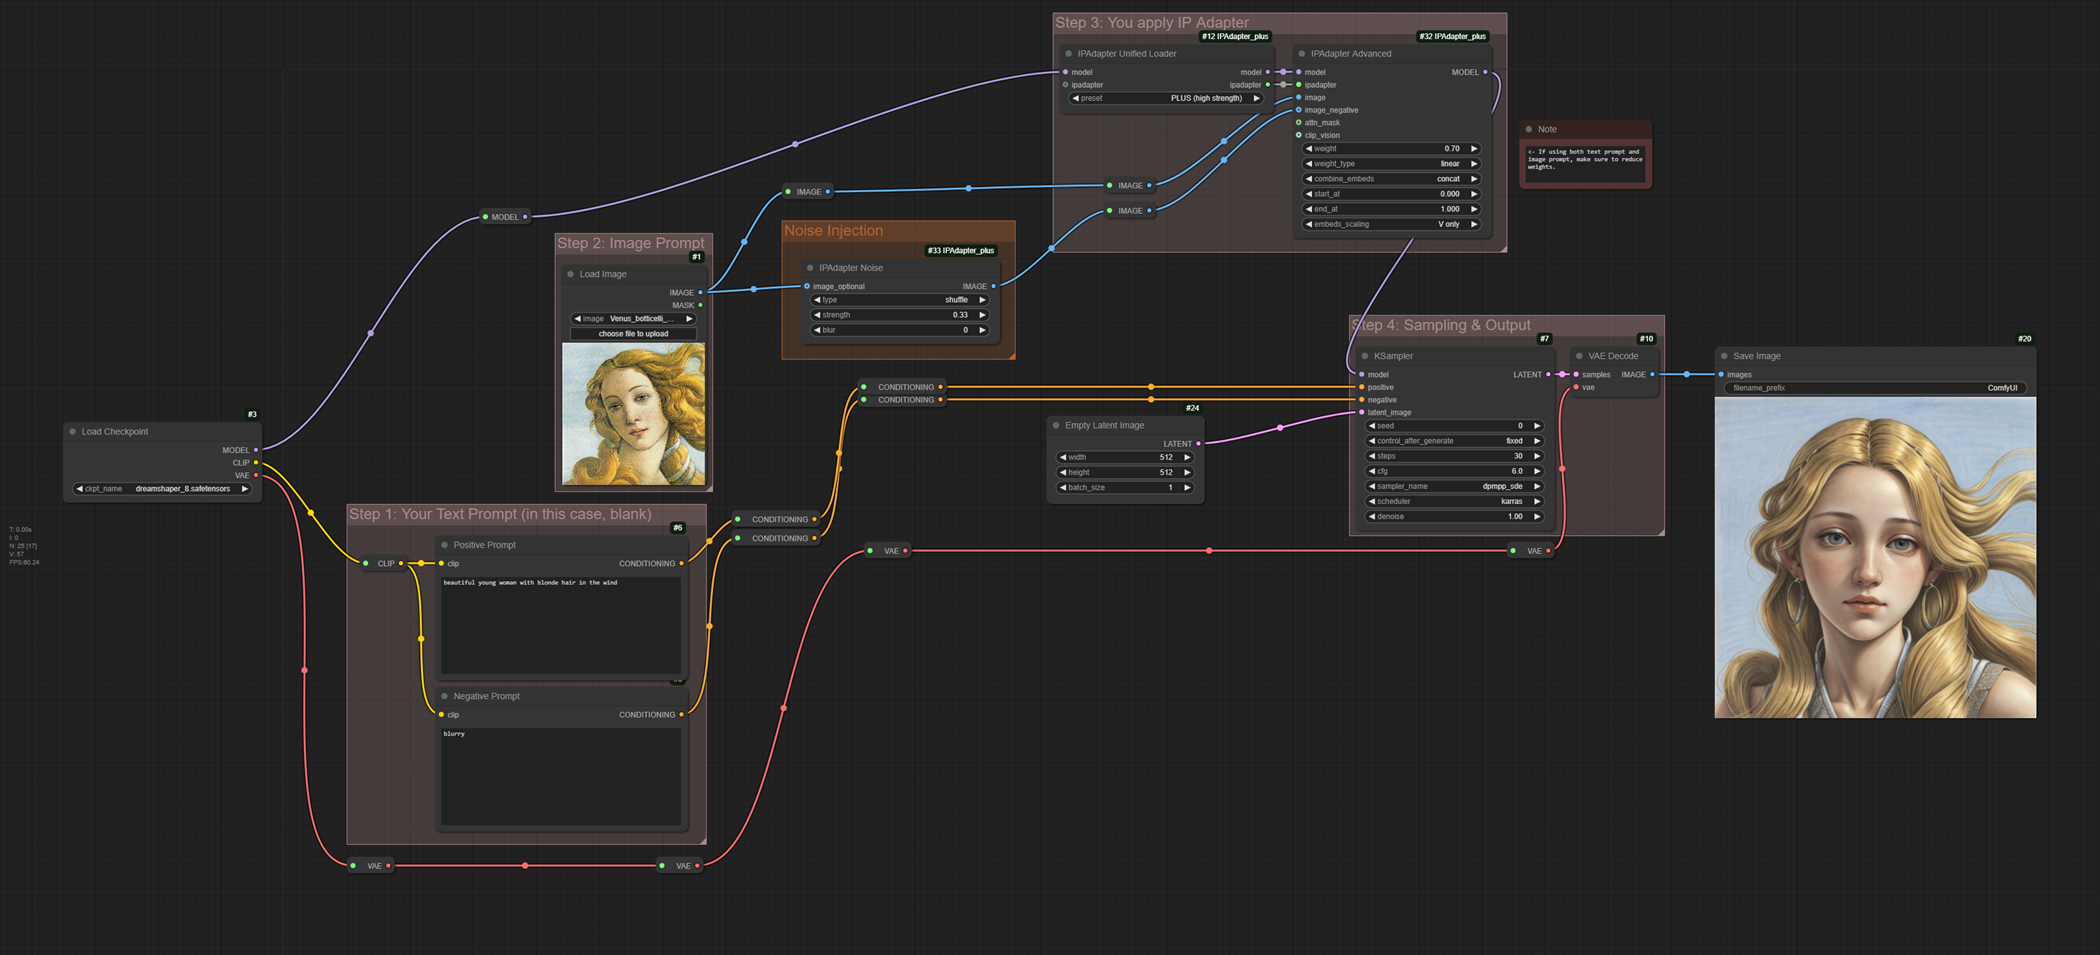 Step 3: You apply IP Adapter
#12 IPAdapter_plus
#32 IPAdapter_plus
IPAdapter Unified Loader
model
model
ipadapter
ipadapter
preset
PLUS (high strength)
IPAdapter Advanced
model
MODEL
ipadapter
image
image_negative
attn_mask
clip_vision
weight
0.70
weight_type
linear
combine_embeds
concat
start_at
0.000
end_at
1.000
embeds_scaling
V only
IMAGE
IMAGE
Note
<- If using both text prompt and
image prompt, make sure to reduce
weights.
IMAGE
MODEL
Step 2: Image Prompt
#1
Load Image
IMAGE
MASK
image
Venus_botticelli_...
choose file to upload
Noise Injection
#33 IPAdapter_plus
IPAdapter Noise
image_optional
IMAGE
type
shuffle
strength
0.33
blur
0
CONDITIONING
CONDITIONING
#24
Empty Latent Image
LATENT
width
512
height
512
batch_size
1
Step 4: Sampling & Output
#7
#10
KSampler
model
LATENT
positive
negative
latent_image
seed
0
control_after_generate
fixed
steps
30
cfg
6.0
sampler_name
dpmpp_sde
scheduler
karras
denoise
1.00
VAE Decode
samples
IMAGE
vae
#20
Save Image
images
filename_prefix
ComfyUI
#3
Load Checkpoint
MODEL
CLIP
VAE
ckpt_name
dreamshaper_8.safetensors
T: 0.00s
I: 0
N: 25 [17]
V: 57
FPS:60.24
Step 1: Your Text Prompt (in this case, blank)
#6
Positive Prompt
CLIP
clip
CONDITIONING
beautiful young woman with blonde hair in the wind
Negative Prompt
clip
CONDITIONING
blurry
CONDITIONING
CONDITIONING
VAE
VAE
VAE
VAE